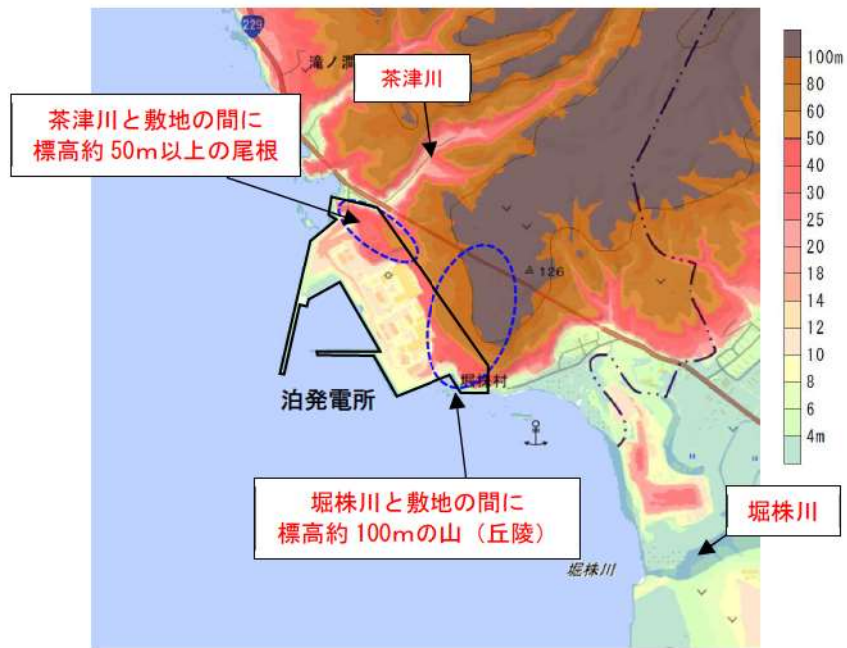 229
滝ノ澗
茶津川
茶津川と敷地の間に
標高約50m以上の尾根
126
堀株村
泊発電所
堀株川と敷地の間に
標高約100mの山（丘陵）
堀株川
堀株川
100m
80
60
50
40
30
25
20
18
14
12
10
8
6
4m